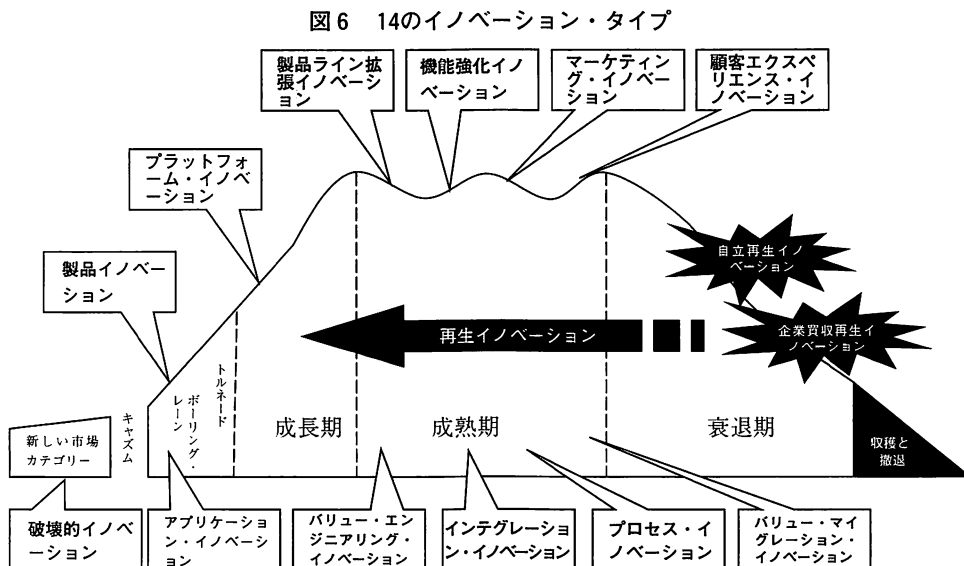 図6 14のイノベーション・タイプ
製品ライン拡
張イノベーシ
ョン
機能強化イノ
ベーション
マーケティン
グ・イノベー
ション
顧客エクスペ
リエンス・イ
ノベーション
プラットフォ
ーム・イノベ
ーション
製品イノベー
ション
自立再生イノ
ベーション
企業買収再生イ
ノベーション
再生イノベーション
新しい市場
カテゴリー
キャズム
ボーリング・
レーン
トルネード
成長期
成熟期
衰退期
収穫と
撤退
破壊的イノベ
ーション
アプリケーショ
ン・イノベーシ
ョン
バリュー・エン
ジニアリング・
イノベーション
インテグレーショ
ン・イノベーション
プロセス・イ
ノベーション
バリュー・マイ
グレーション・
イノベーション